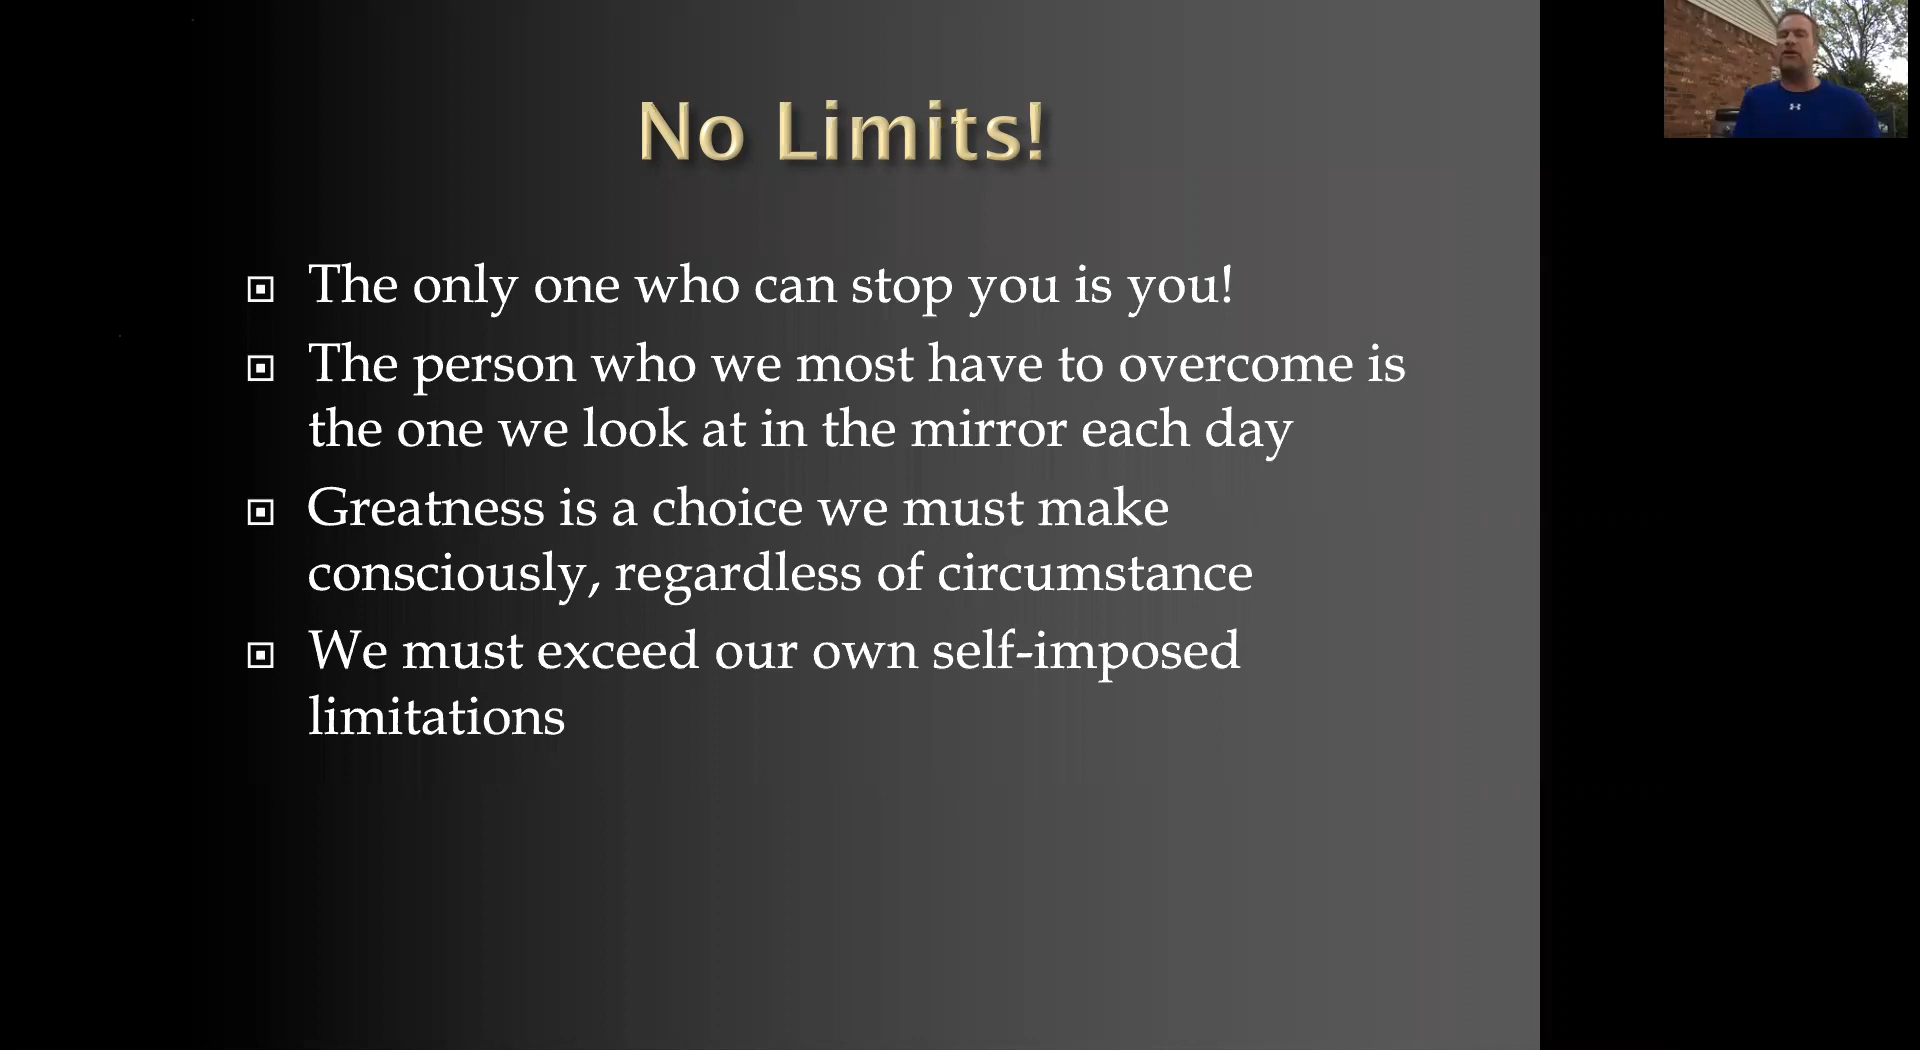 No Limits!
The only one who can stop you is you!
The person who we most have to overcome is
the one we look at in the mirror each day
Greatness is a choice we must make
consciously, regardless of circumstance
We must exceed our own self-imposed
limitations